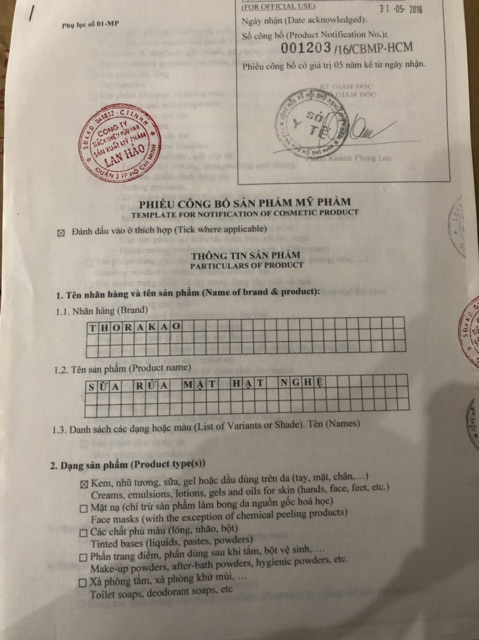 Phụ lục số 01-MP
(FOR OFFICIAL USE)
31 -05- 2016
Ngày nhận (Date acknowledged):
Số công bố (Product Notification No.):
001203/16/CBMP-HCM
Phiếu công bố có giá trị 05 năm kể từ ngày nhận.
GIÁM ĐỐC
SỞ
Y TẾ
Khánh Phong Lan
CÔNG TY
LAN HẢO
PHIẾU CÔNG BỐ SẢN PHẨM MỸ PHẨM
TEMPLATE FOR NOTIFICATION OF COSMETIC PRODUCT
☒ Đánh dấu vào ô thích hợp (Tick where applicable)
THÔNG TIN SẢN PHẨM
PARTICULARS OF PRODUCT
1. Tên nhãn hàng và tên sản phẩm (Name of brand & product):
1.1. Nhãn hàng (Brand)
THORAKAO
1.2. Tên sản phẩm (Product name)
SỮA RỬA MẶT HẠT NGHỆ
1.3. Danh sách các dạng hoặc màu (List of Variants or Shade). Tên (Names)
2. Dạng sản phẩm (Product type(s))
☒ Kem, nhũ tương, sữa, gel hoặc dầu dùng trên da (tay, mặt, chân,…)
Creams, emulsions, lotions, gels and oils for skin (hands, face, feet, etc.)
☐ Mặt nạ (chỉ trừ sản phẩm làm bong da nguồn gốc hoá học)
Face masks (with the exception of chemical peeling products)
☐ Các chất phủ màu (lỏng, nhão, bột)
Tinted bases (liquids, pastes, powders)
☐ Phấn trang điểm, phấn dùng sau khi tắm, bột vệ sinh,….
Make-up powders, after-bath powders, hygienic powders, etc.
☐ Xà phòng tắm, xà phòng khử mùi, …
Toilet soaps, deodorant soaps, etc